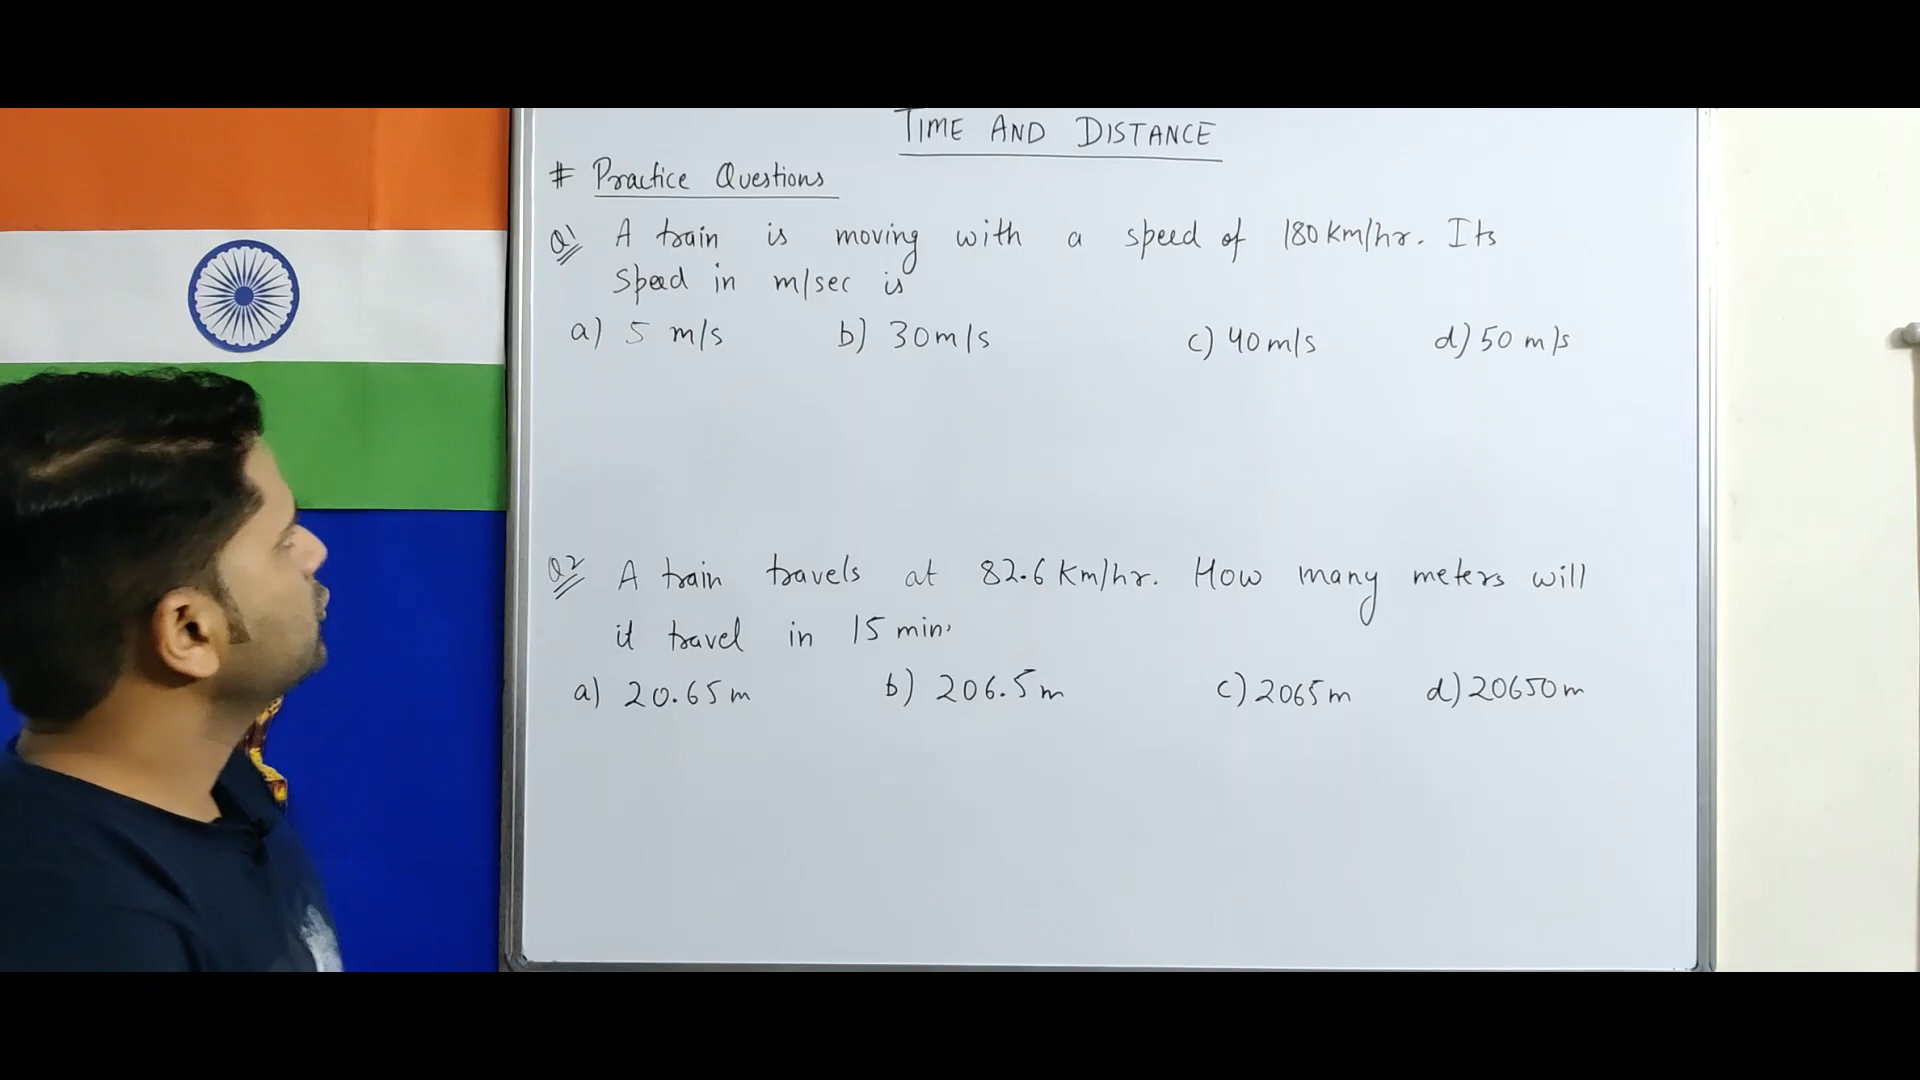 TIME AND DISTANCE
# Practice Questions
Q1 A train is moving with a speed of 180 km/hr. Its
Speed in m/sec is
a) 5 m/s b) 30 m/s c) 40 m/s d) 50 m/s
Q2 A train travels at 82.6 Km/hr. How many meters will
it travel in 15 min.
a) 20.65 m b) 206.5 m c) 2065 m d) 20650 m